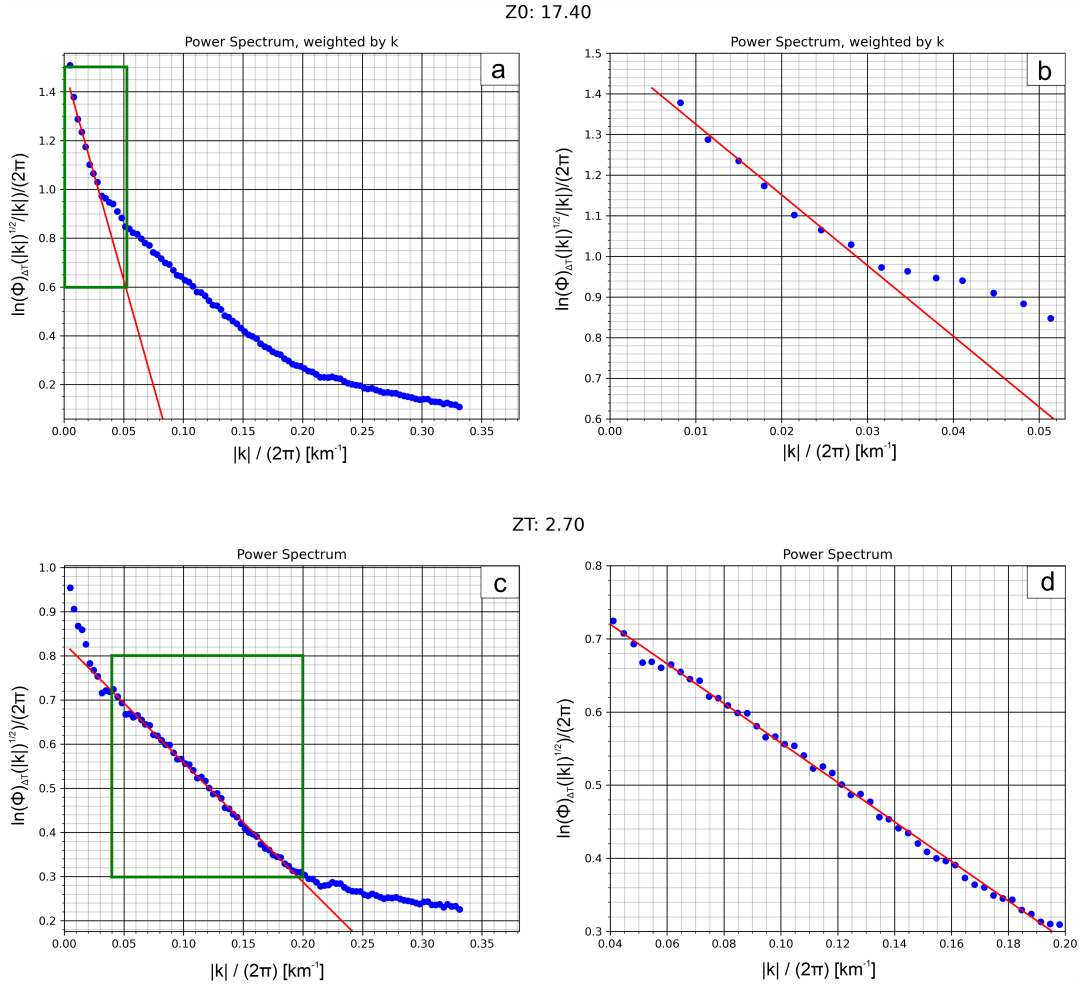 Z0: 17.40
Power Spectrum, weighted by k
a
ln(Φ)ΔT(|k|)1/2/|k|)/(2π)
1.4
1.2
1.0
0.8
0.6
0.4
0.2
0.00 0.05 0.10 0.15 0.20 0.25 0.30 0.35
|k| / (2π) [km-1]
Power Spectrum, weighted by k
b
ln(Φ)ΔT(|k|)1/2/|k|)/(2π)
1.5
1.4
1.3
1.2
1.1
1.0
0.9
0.8
0.7
0.6
0.00 0.01 0.02 0.03 0.04 0.05
|k| / (2π) [km-1]
ZT: 2.70
Power Spectrum
c
ln(Φ)ΔT(|k|)1/2)/(2π)
1.0
0.9
0.8
0.7
0.6
0.5
0.4
0.3
0.2
0.00 0.05 0.10 0.15 0.20 0.25 0.30 0.35
|k| / (2π) [km-1]
Power Spectrum
d
ln(Φ)ΔT(|k|)1/2)/(2π)
0.8
0.7
0.6
0.5
0.4
0.3
0.04 0.06 0.08 0.10 0.12 0.14 0.16 0.18 0.20
|k| / (2π) [km-1]